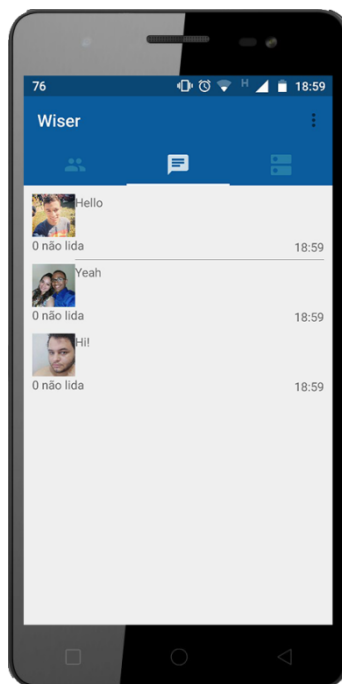 76 H 18:59
Wiser
Hello
0 não lida 18:59
Yeah
0 não lida 18:59
Hi!
0 não lida 18:59